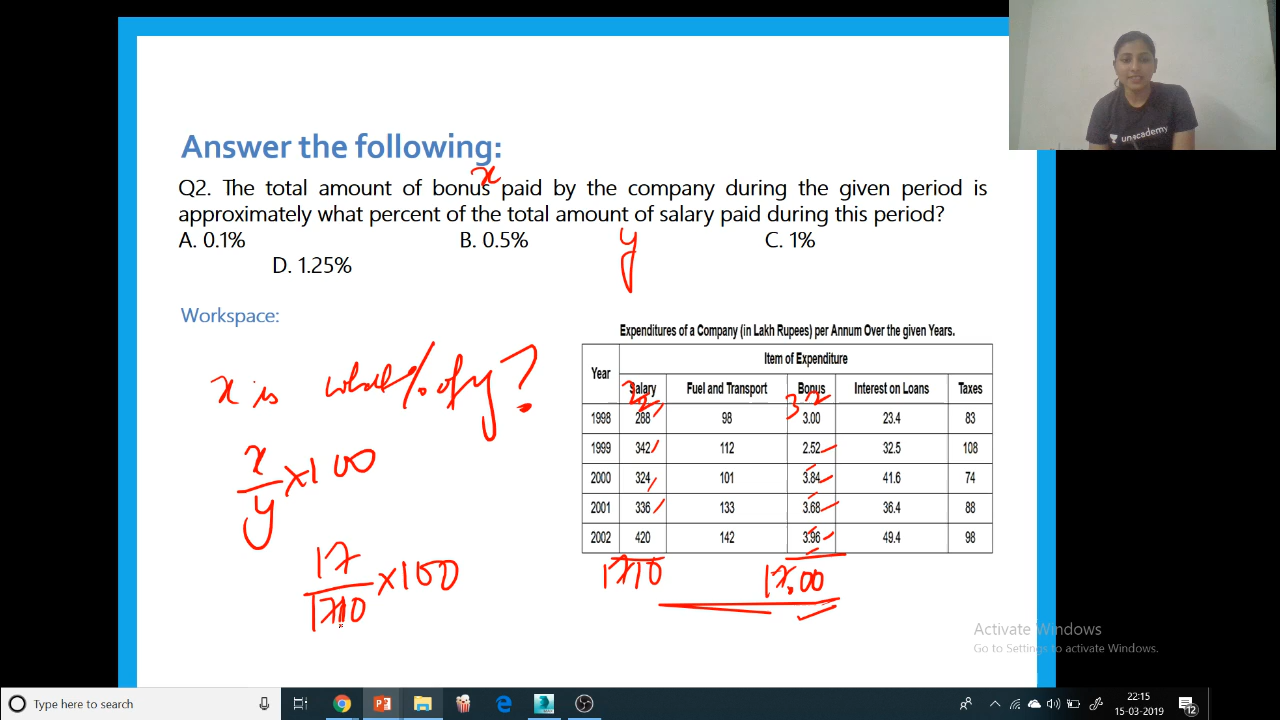 unacademy
Answer the following:
x
Q2. The total amount of bonus paid by the company during the given period is
approximately what percent of the total amount of salary paid during this period?
A. 0.1% B. 0.5% C. 1%
D. 1.25%
y
Workspace:
x is what % of y ?
x/y × 100
17/1710 × 100
Expenditures of a Company (in Lakh Rupees) per Annum Over the given Years.
Year Item of Expenditure
Salary Fuel and Transport Bonus Interest on Loans Taxes
22 3 2
1998 288 98 3.00 23.4 83
1999 342 112 2.52 32.5 108
2000 324 101 3.84 41.6 74
2001 336 133 3.68 36.4 88
2002 420 142 3.96 49.4 98
1710 17.00
Activate Windows
Go to Settings to activate Windows.
Type here to search
22:15
15-03-2019
12